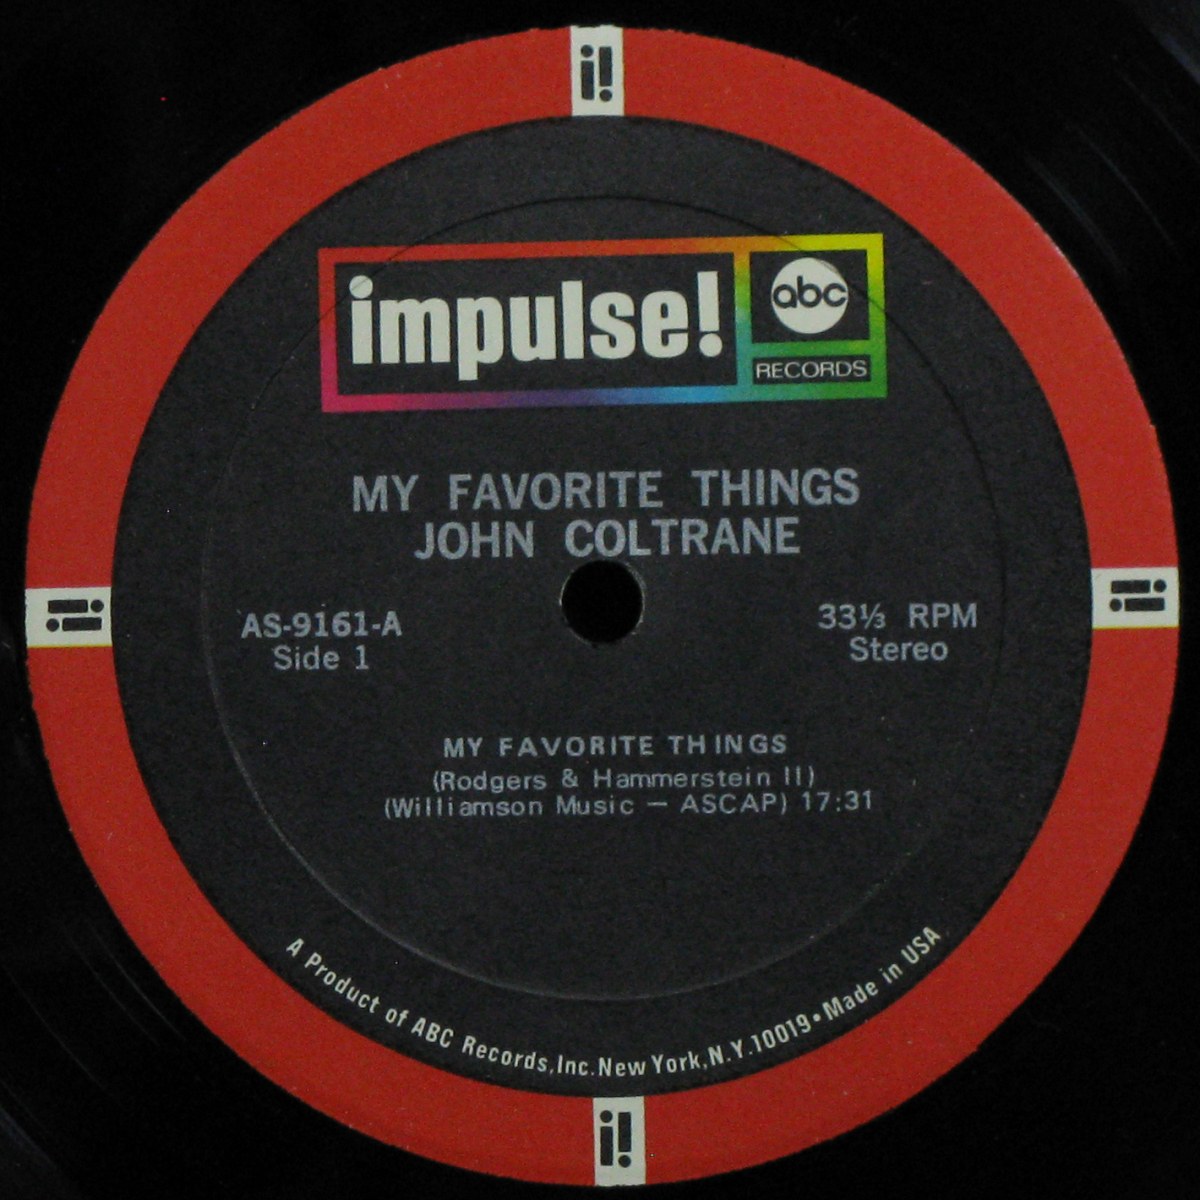 i!
impulse!
abc
RECORDS
MY FAVORITE THINGS
JOHN COLTRANE
AS-9161-A
Side 1
33⅓ RPM
Stereo
i!
i!
MY FAVORITE THINGS
(Rodgers & Hammerstein II)
(Williamson Music — ASCAP) 17:31
A Product of ABC Records, Inc. New York, N.Y. 10019 • Made in USA
i!